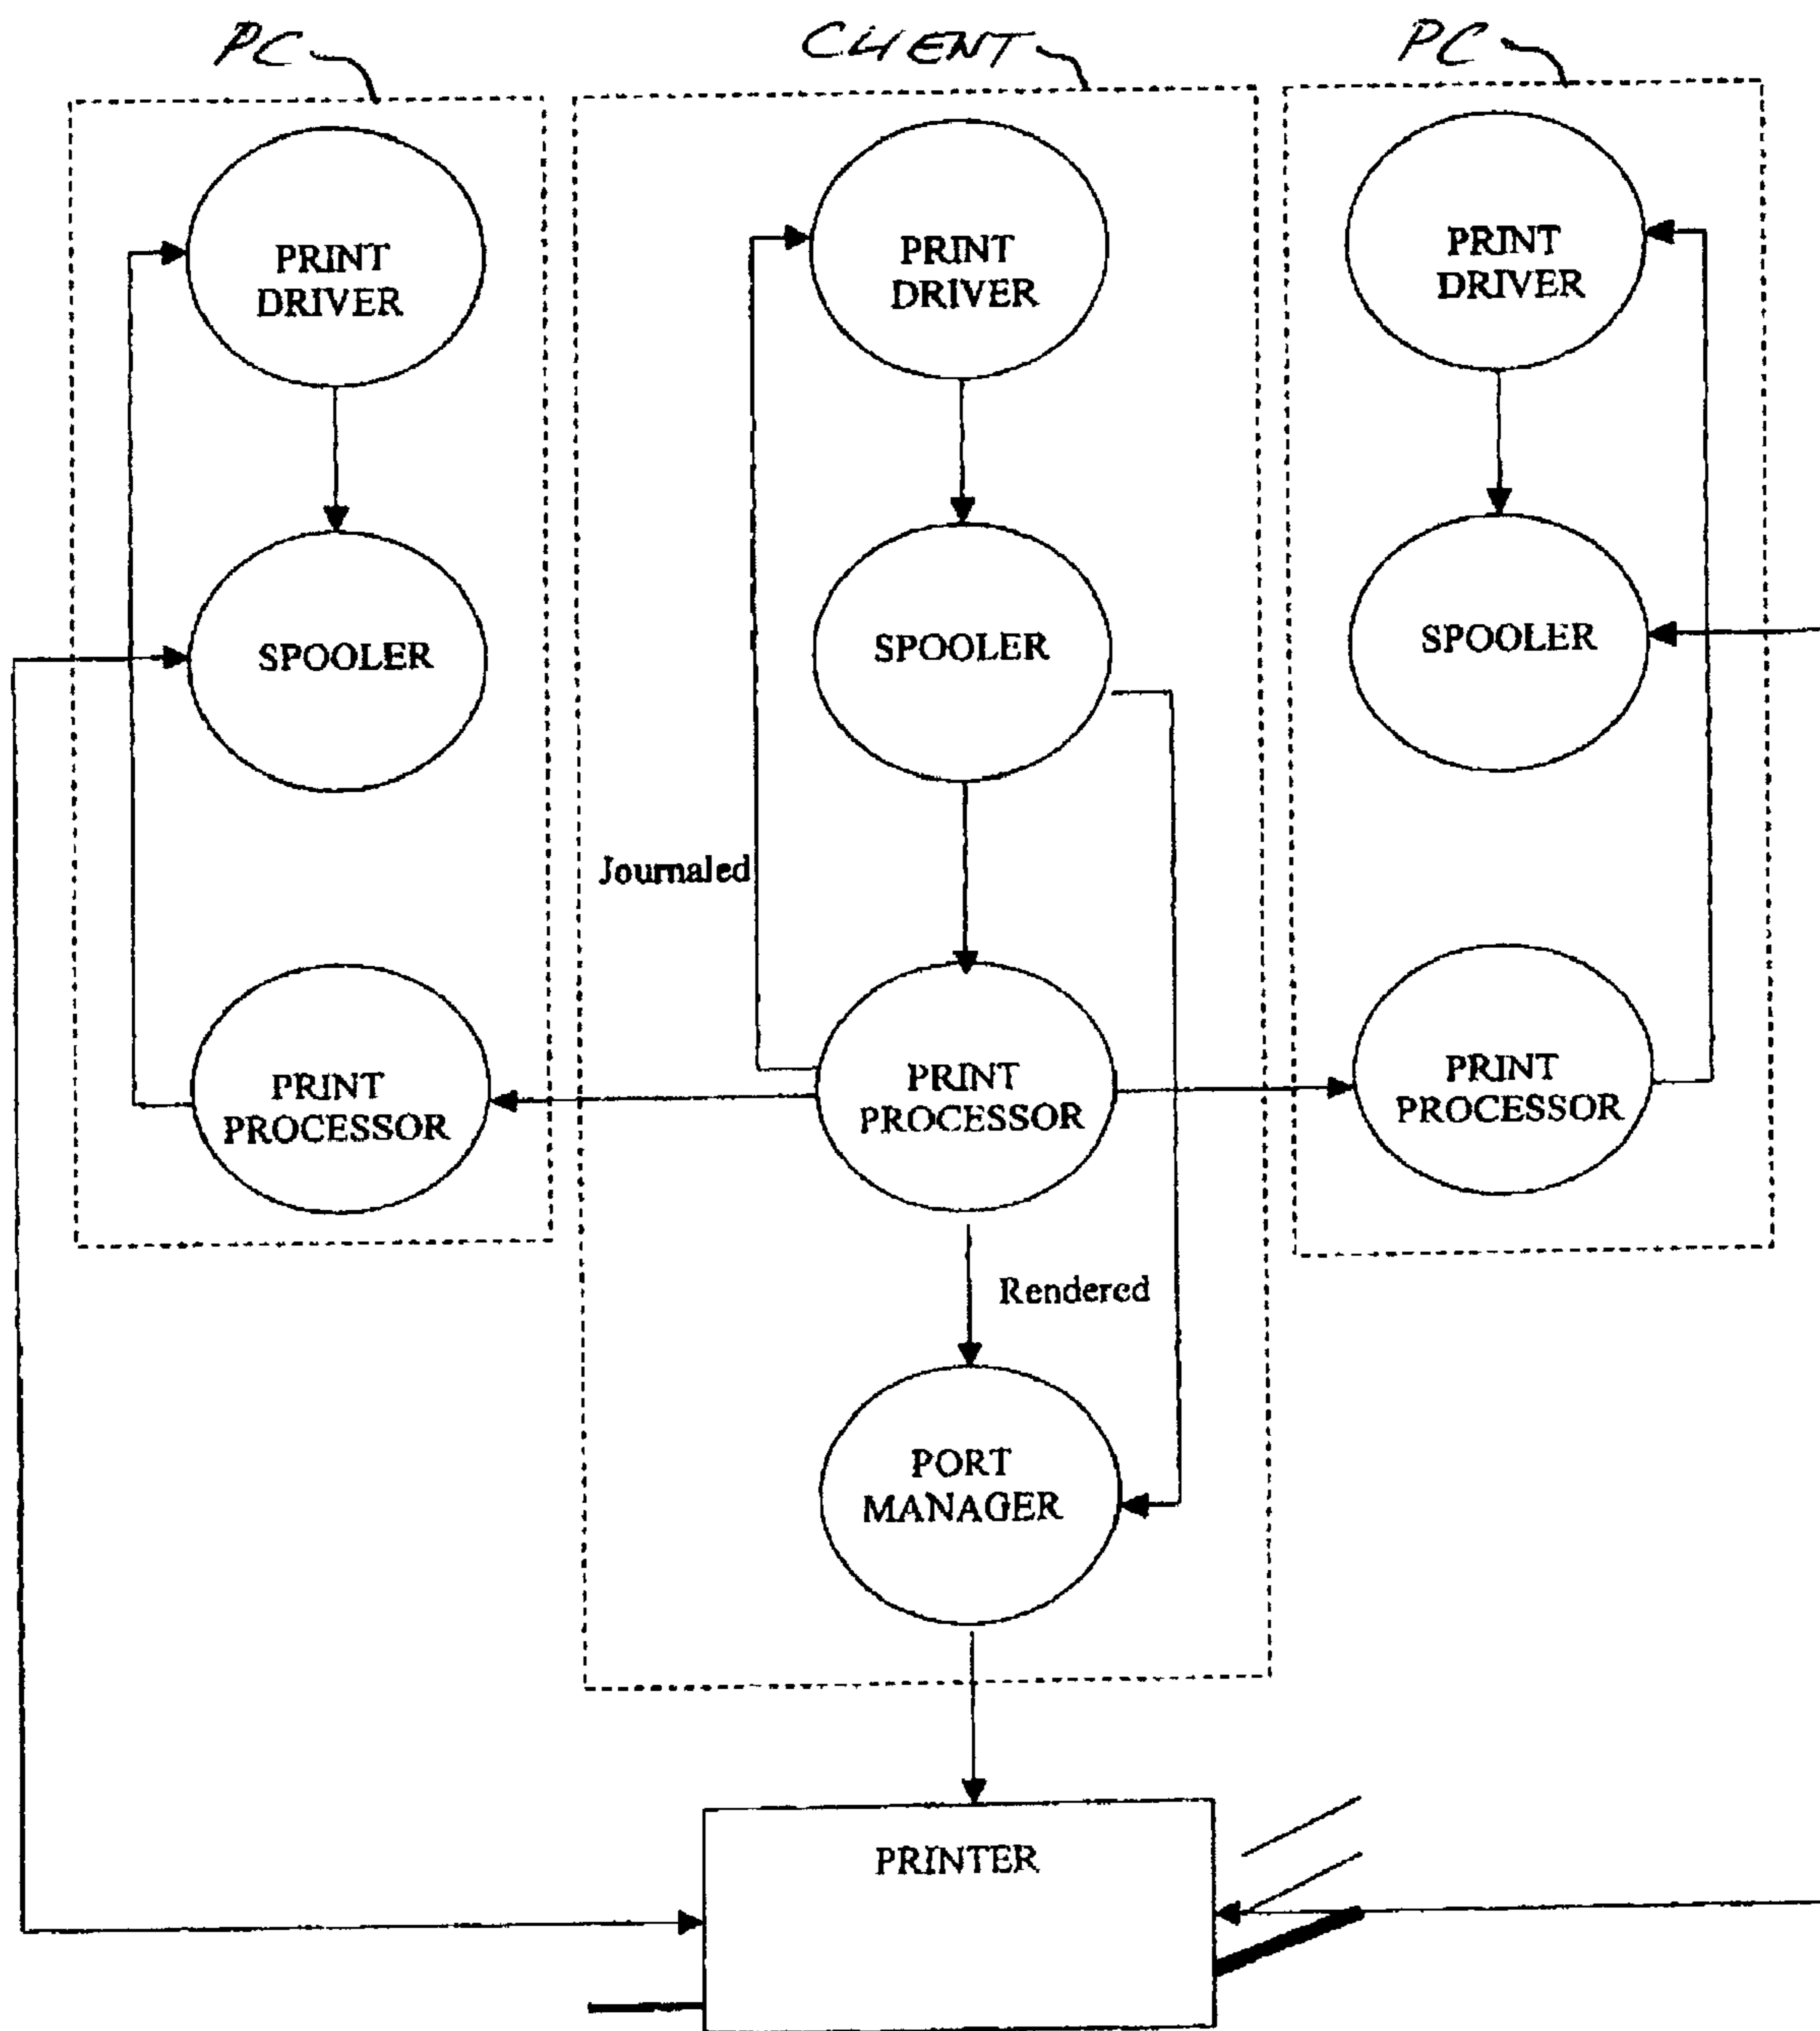 PC
CLIENT
PC
PRINT
DRIVER
PRINT
DRIVER
PRINT
DRIVER
SPOOLER
SPOOLER
SPOOLER
Journaled
PRINT
PROCESSOR
PRINT
PROCESSOR
PRINT
PROCESSOR
Rendered
PORT
MANAGER
PRINTER